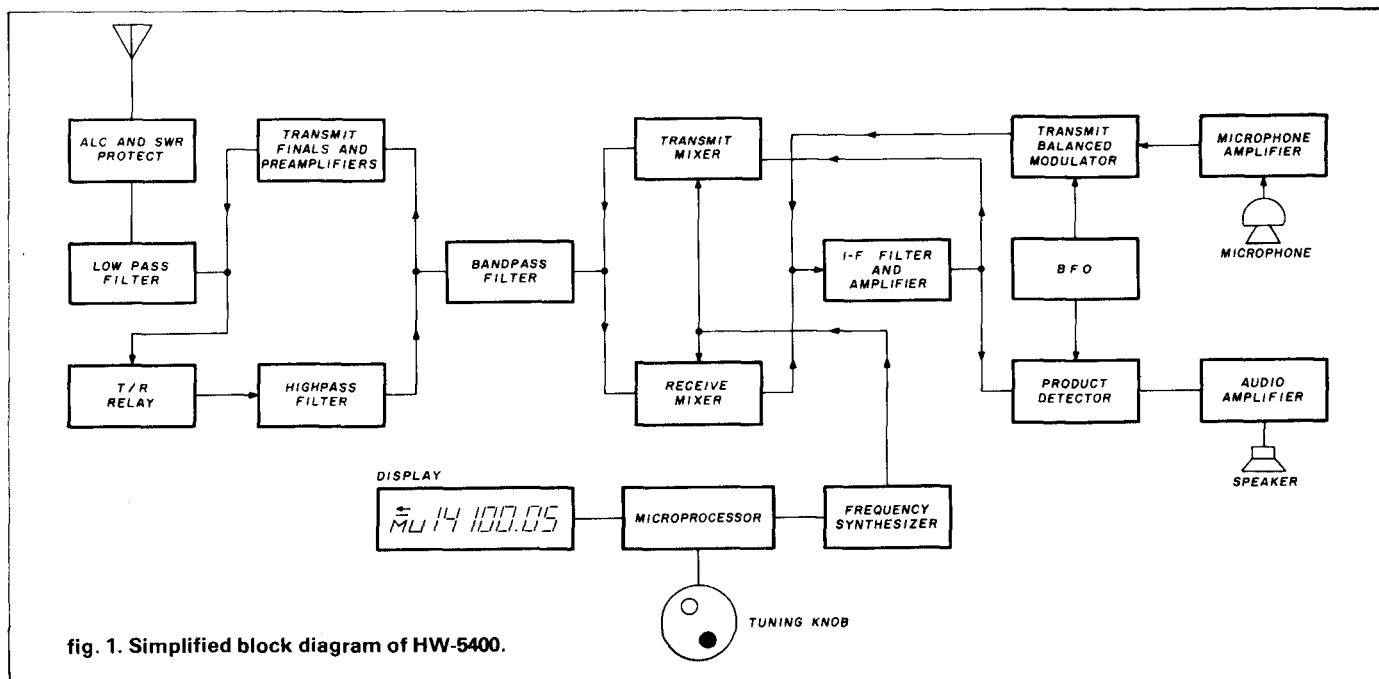 ALC AND SWR
PROTECT
TRANSMIT
FINALS AND
PREAMPLIFIERS
TRANSMIT
MIXER
TRANSMIT
BALANCED
MODULATOR
MICROPHONE
AMPLIFIER
MICROPHONE
LOW PASS
FILTER
BANDPASS
FILTER
I-F FILTER
AND
AMPLIFIER
BFO
T/R
RELAY
HIGHPASS
FILTER
RECEIVE
MIXER
PRODUCT
DETECTOR
AUDIO
AMPLIFIER
SPEAKER
DISPLAY
Mu 14 100.05
MICROPROCESSOR
FREQUENCY
SYNTHESIZER
TUNING KNOB
fig. 1. Simplified block diagram of HW-5400.